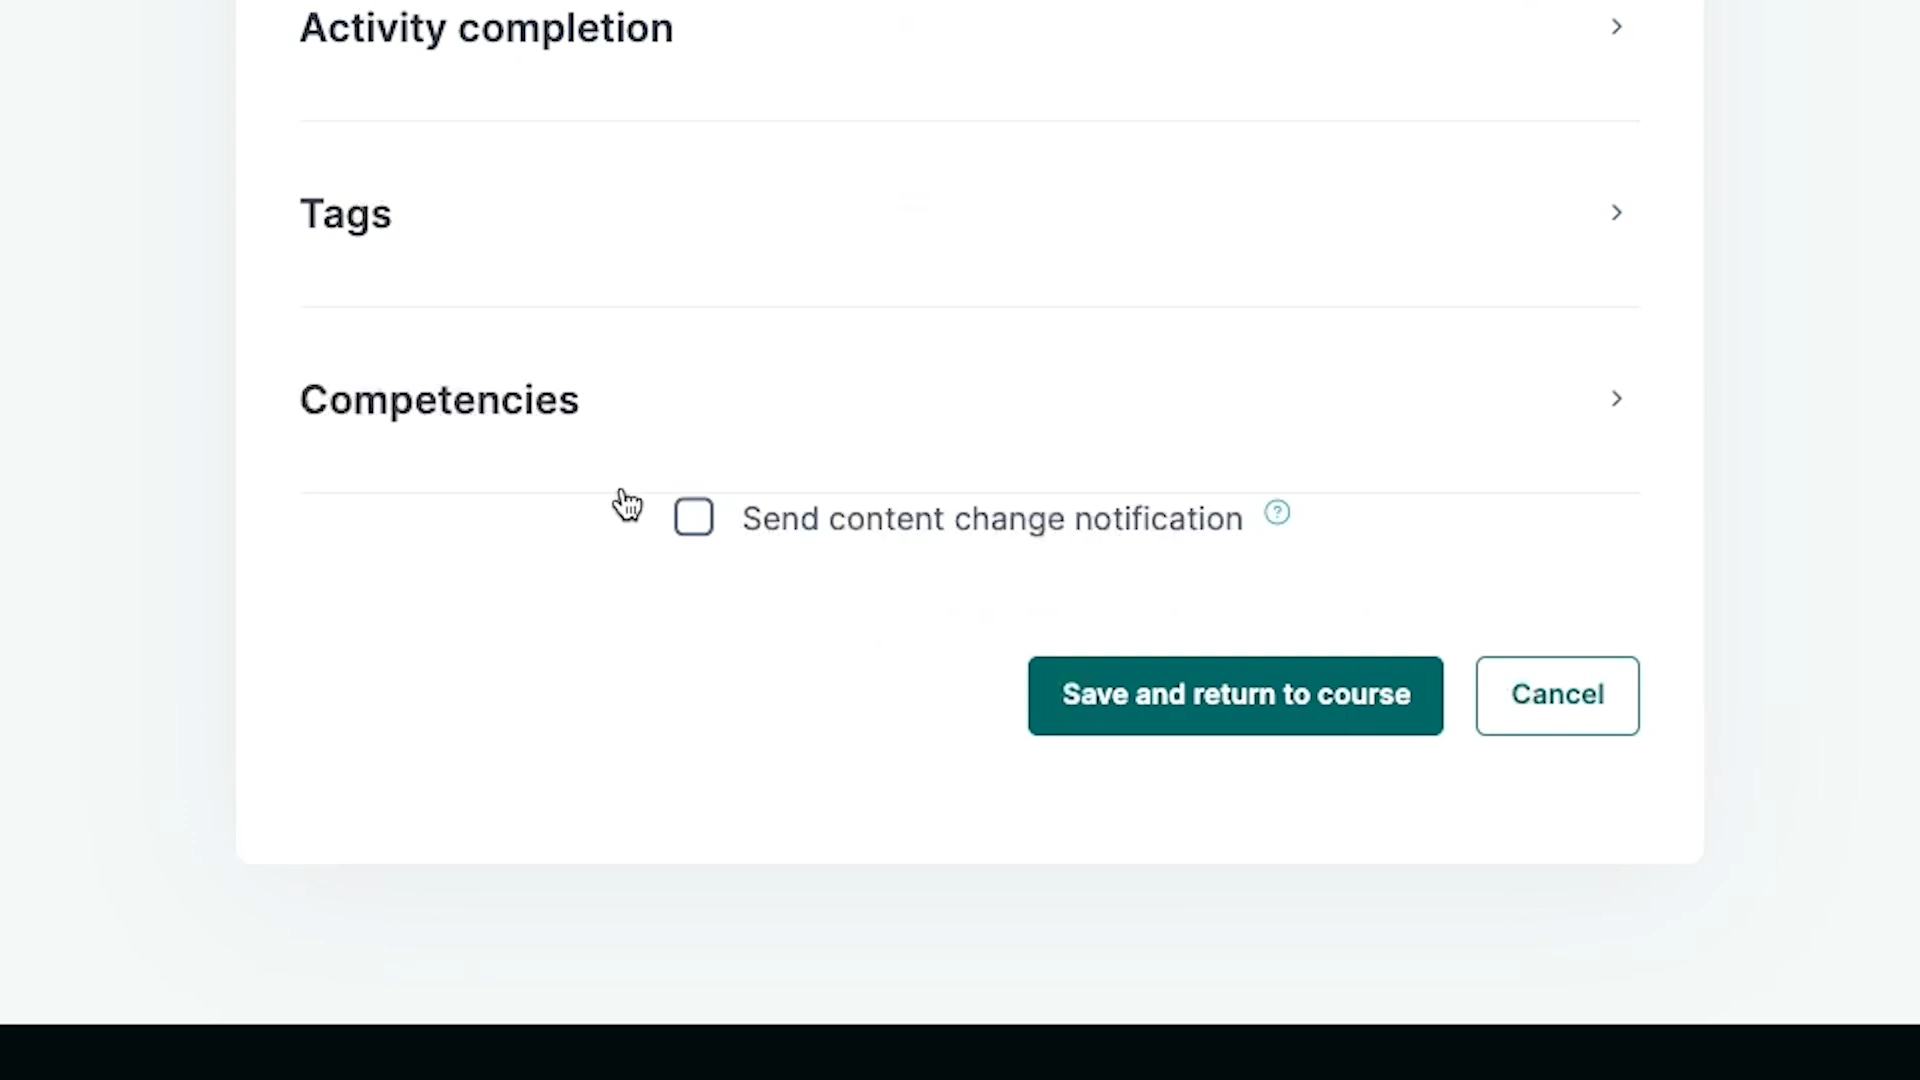 Activity completion
Tags
Competencies
Send content change notification ?
Save and return to course
Cancel